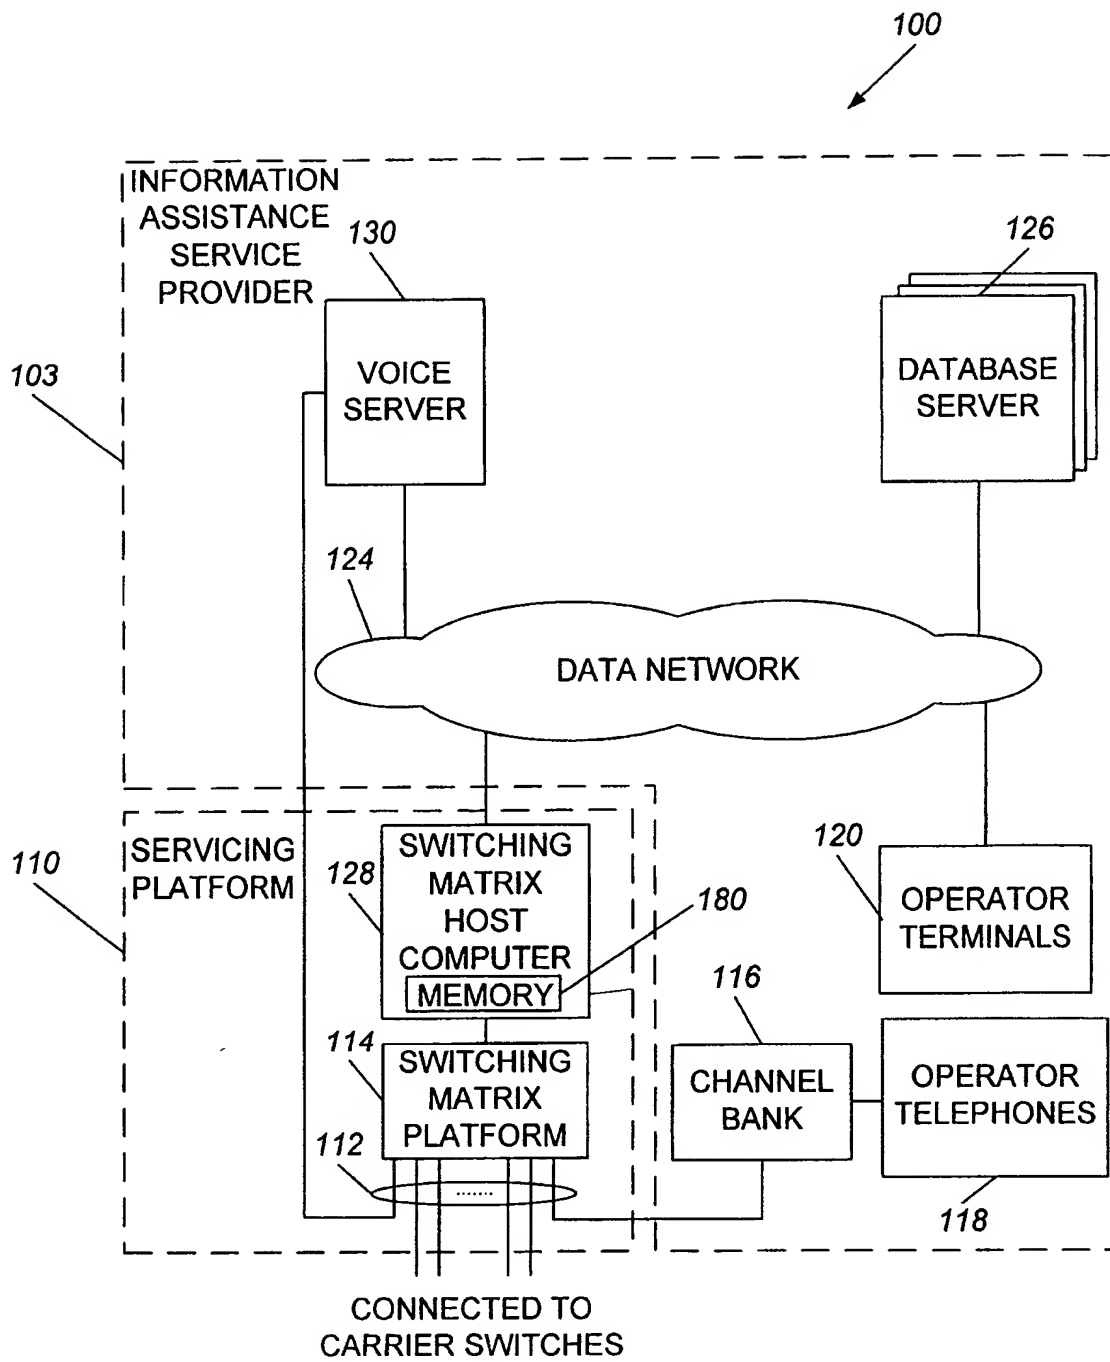 100
INFORMATION
ASSISTANCE
SERVICE
PROVIDER
130
126
103
VOICE
SERVER
DATABASE
SERVER
124
DATA NETWORK
110
SERVICING
PLATFORM
128
SWITCHING
MATRIX
HOST
COMPUTER
MEMORY
180
120
OPERATOR
TERMINALS
116
114
SWITCHING
MATRIX
PLATFORM
CHANNEL
BANK
OPERATOR
TELEPHONES
112
.......
118
CONNECTED TO
CARRIER SWITCHES